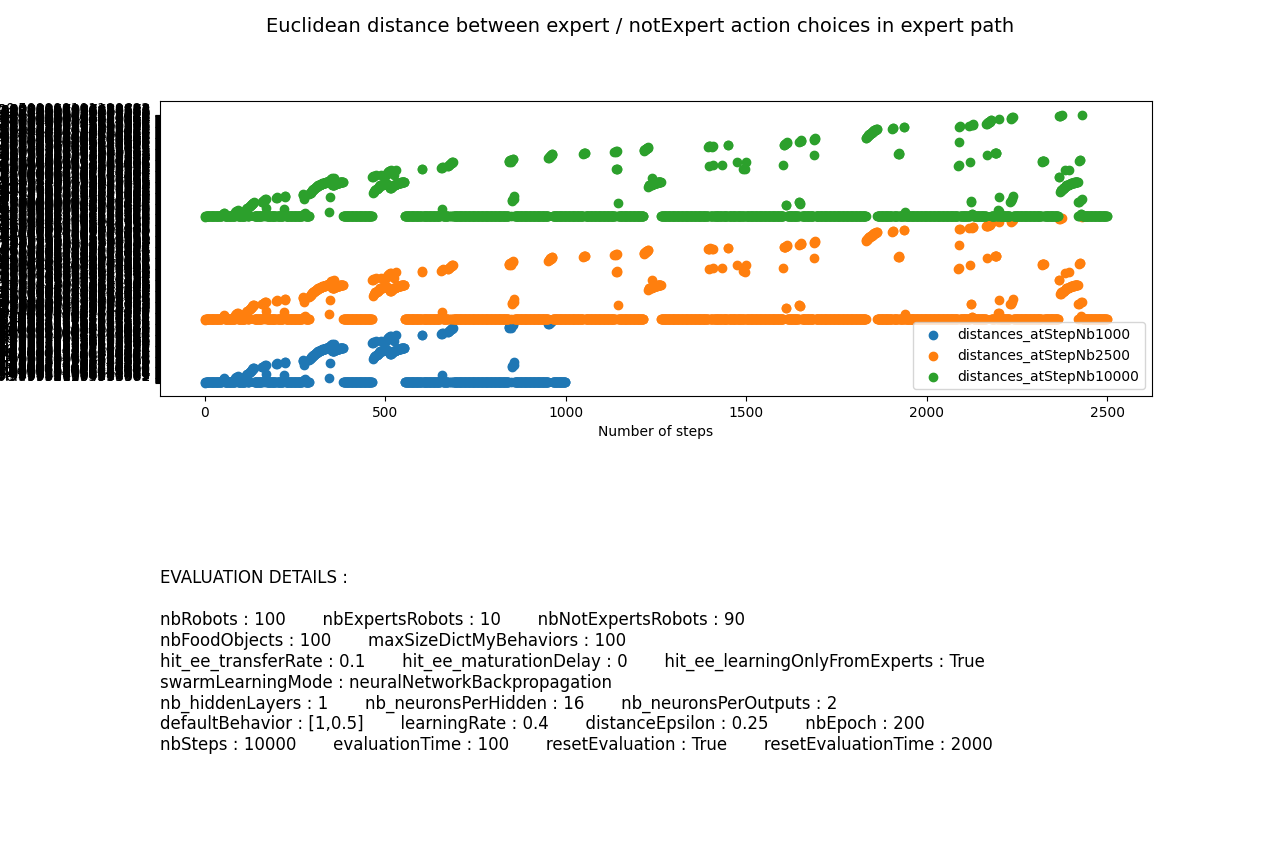 Euclidean distance between expert / notExpert action choices in expert path
distances_atStepNb1000
distances_atStepNb2500
distances_atStepNb10000
0 500 1000 1500 2000 2500
Number of steps
EVALUATION DETAILS :
nbRobots : 100 nbExpertsRobots : 10 nbNotExpertsRobots : 90
nbFoodObjects : 100 maxSizeDictMyBehaviors : 100
hit_ee_transferRate : 0.1 hit_ee_maturationDelay : 0 hit_ee_learningOnlyFromExperts : True
swarmLearningMode : neuralNetworkBackpropagation
nb_hiddenLayers : 1 nb_neuronsPerHidden : 16 nb_neuronsPerOutputs : 2
defaultBehavior : [1,0.5] learningRate : 0.4 distanceEpsilon : 0.25 nbEpoch : 200
nbSteps : 10000 evaluationTime : 100 resetEvaluation : True resetEvaluationTime : 2000